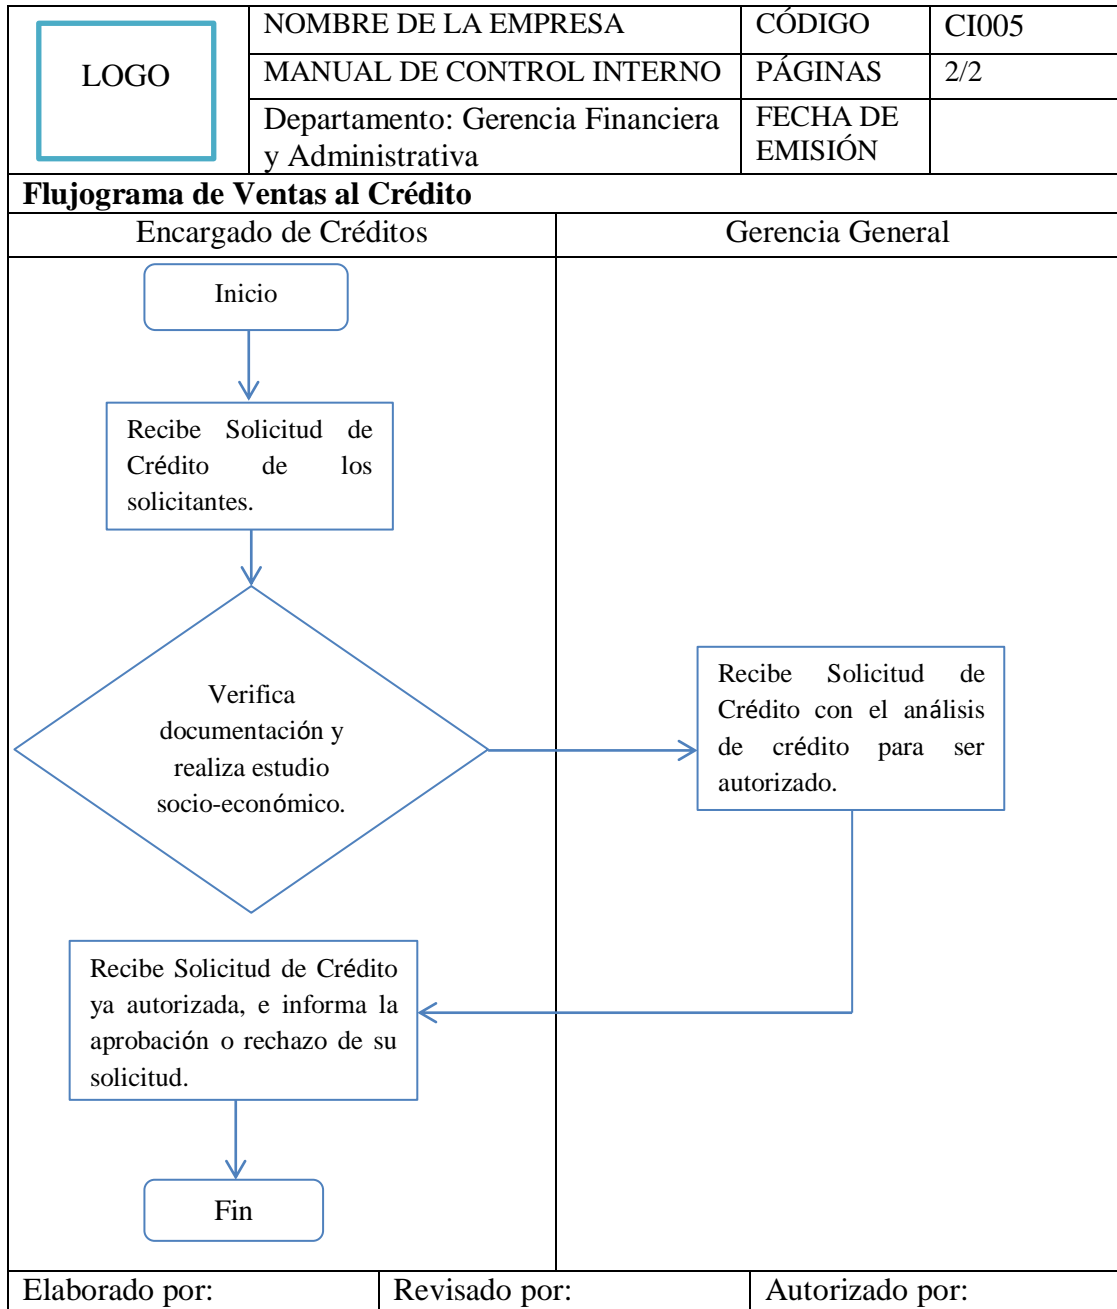 LOGO
NOMBRE DE LA EMPRESA
CÓDIGO
CI005
MANUAL DE CONTROL INTERNO
PÁGINAS
2/2
Departamento: Gerencia Financiera
y Administrativa
FECHA DE
EMISIÓN
Flujograma de Ventas al Crédito
Encargado de Créditos
Gerencia General
Inicio
Recibe Solicitud de
Crédito de los
solicitantes.
Verifica
documentación y
realiza estudio
socio-económico.
Recibe Solicitud de
Crédito con el análisis
de crédito para ser
autorizado.
Recibe Solicitud de Crédito
ya autorizada, e informa la
aprobación o rechazo de su
solicitud.
Fin
Elaborado por:
Revisado por:
Autorizado por: